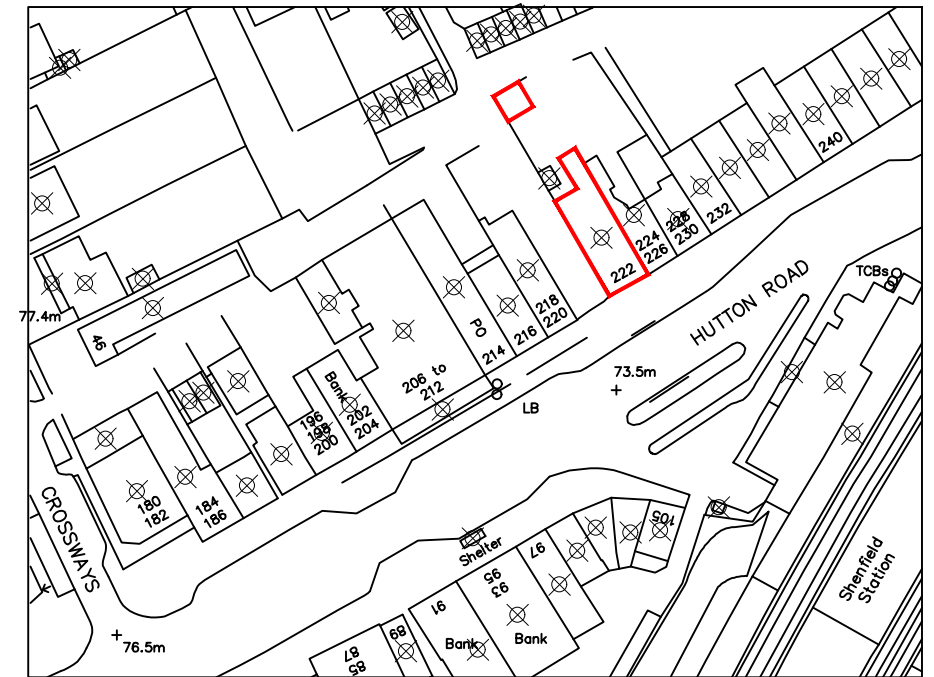 240
TCBs
232
228
230
224
226
222
HUTTON ROAD
218
220
216
PO
214
77.4m
46
73.5m
206 to
212
LB
Bank
202
204
196
198
200
180
182
184
186
CROSSWAYS
105
Shelter
97
95
93
91
Bank
Bank
89
87
85
76.5m
Shenfield
Station